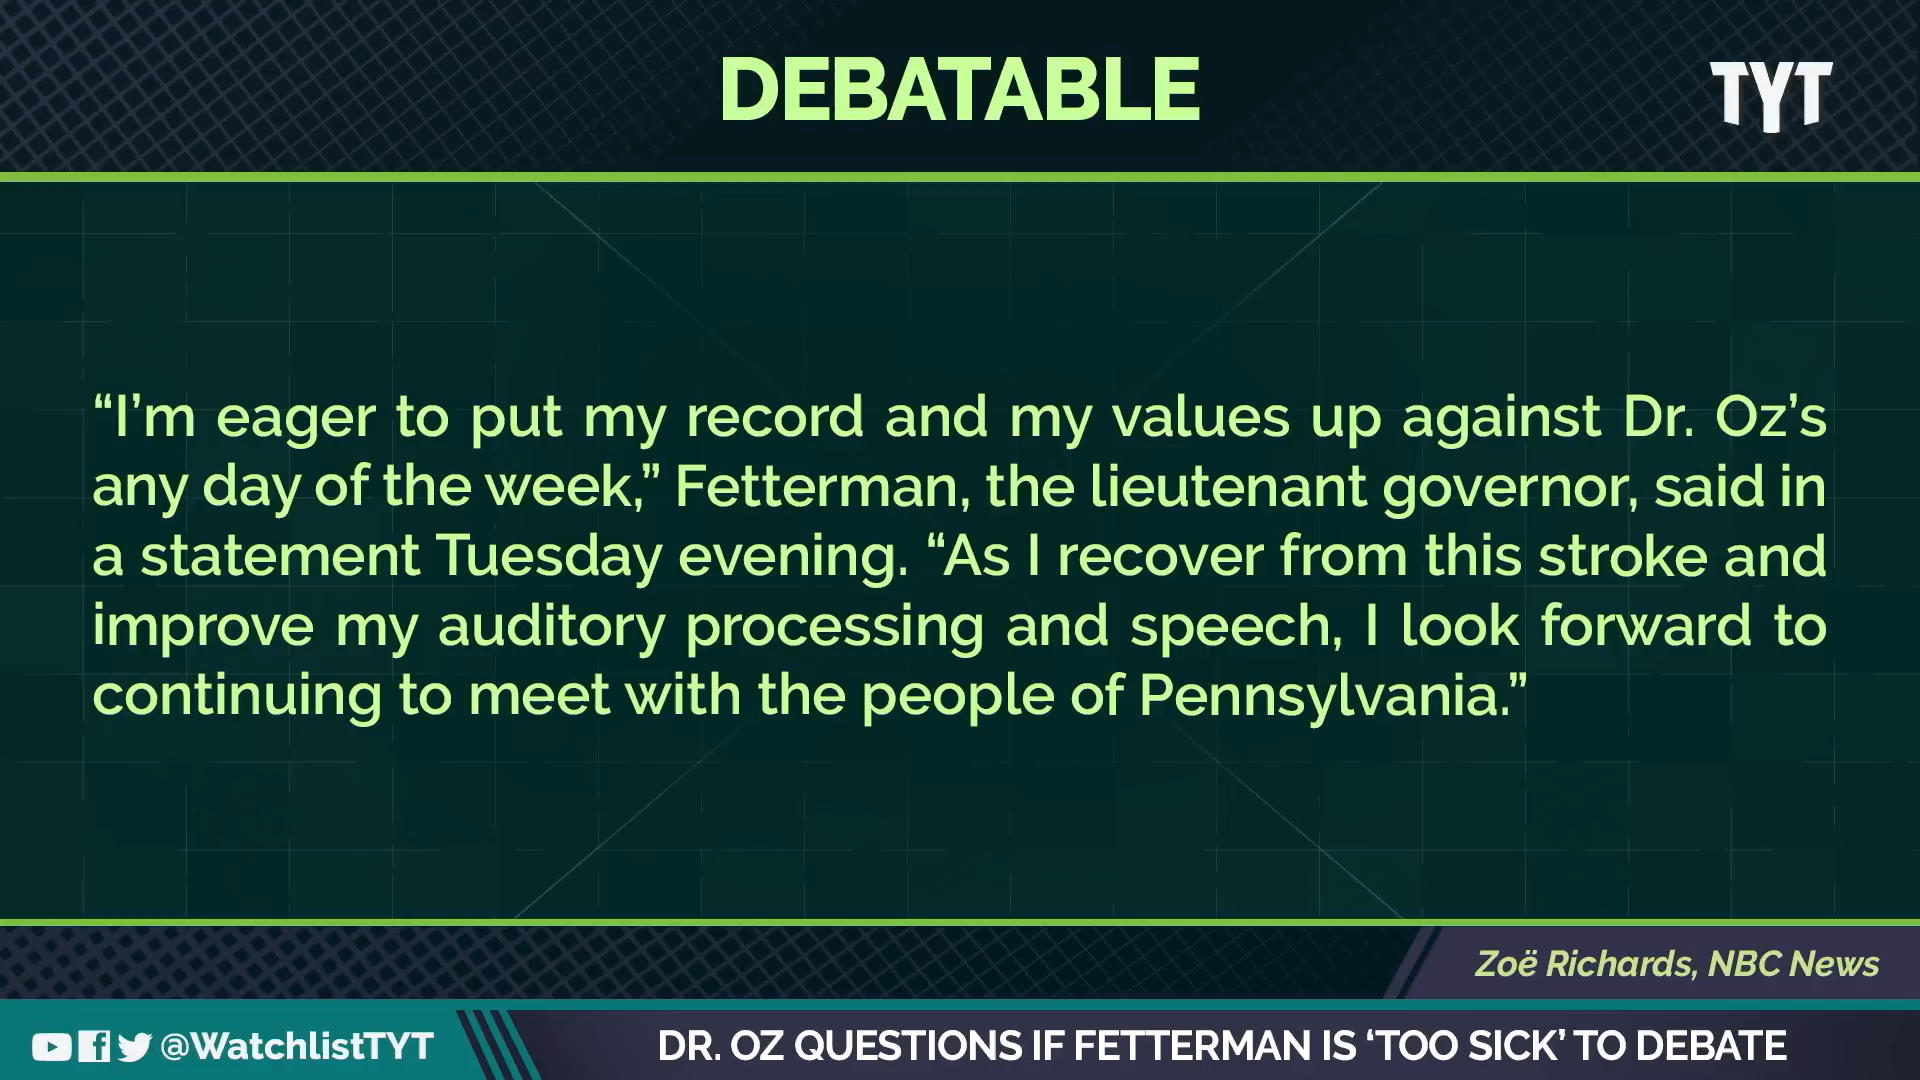 DEBATABLE
TYT
“I’m eager to put my record and my values up against Dr. Oz’s
any day of the week,” Fetterman, the lieutenant governor, said in
a statement Tuesday evening. “As I recover from this stroke and
improve my auditory processing and speech, I look forward to
continuing to meet with the people of Pennsylvania.”
Zoë Richards, NBC News
@WatchlistTYT
DR. OZ QUESTIONS IF FETTERMAN IS ‘TOO SICK’ TO DEBATE